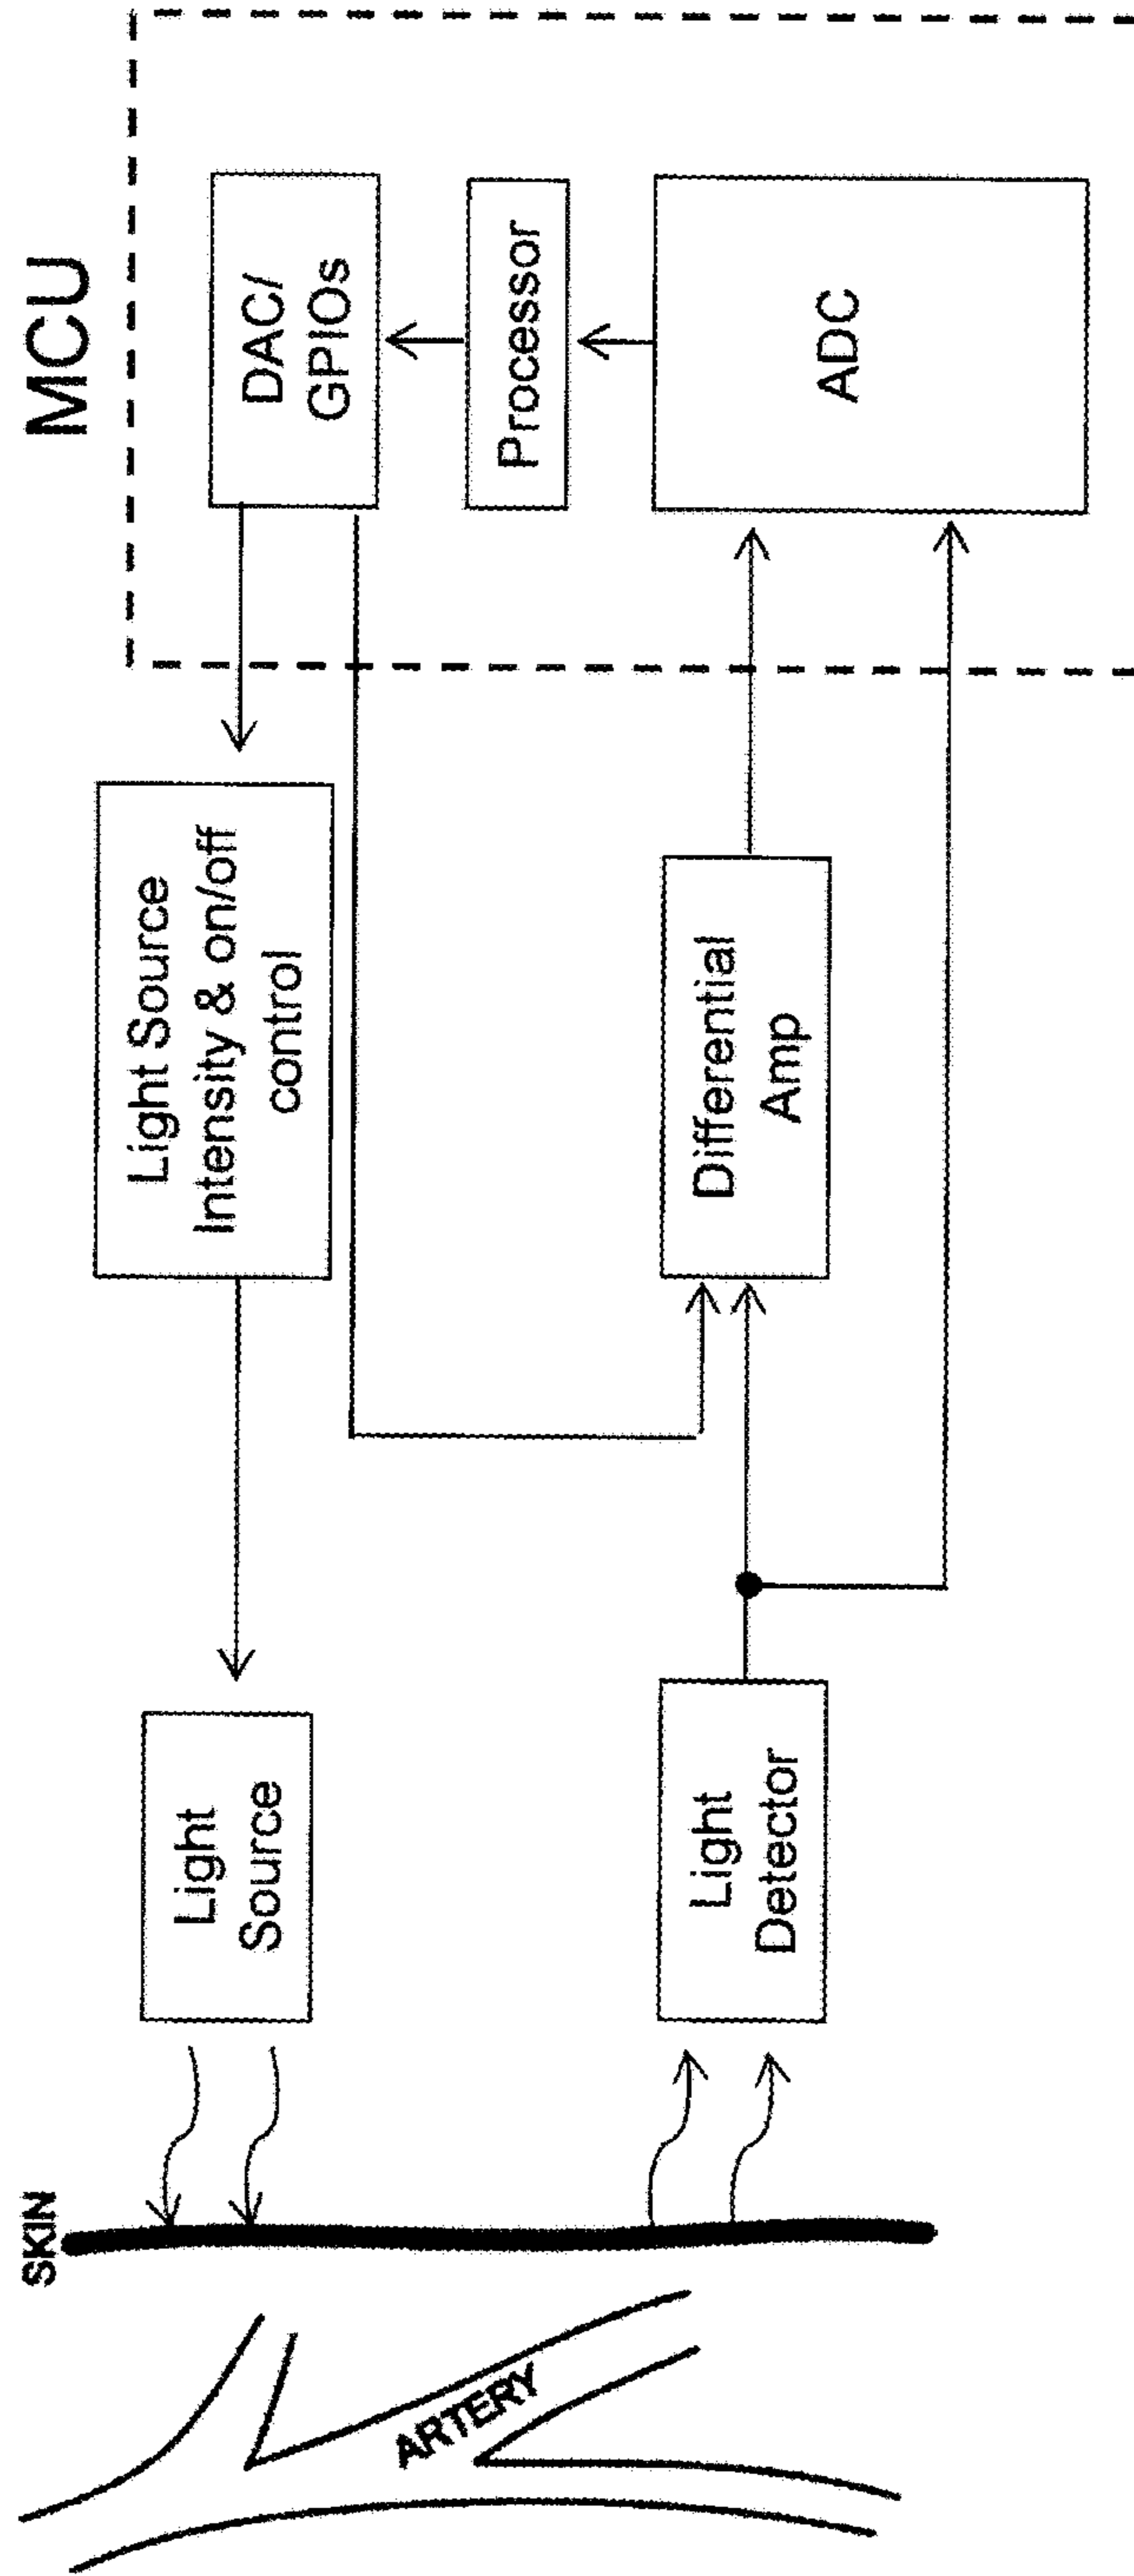 MCU
SKIN
ARTERY
Light
Source
Light Source
Intensity & on/off
control
DAC/
GPIOs
Processor
Light
Detector
Differential
Amp
ADC